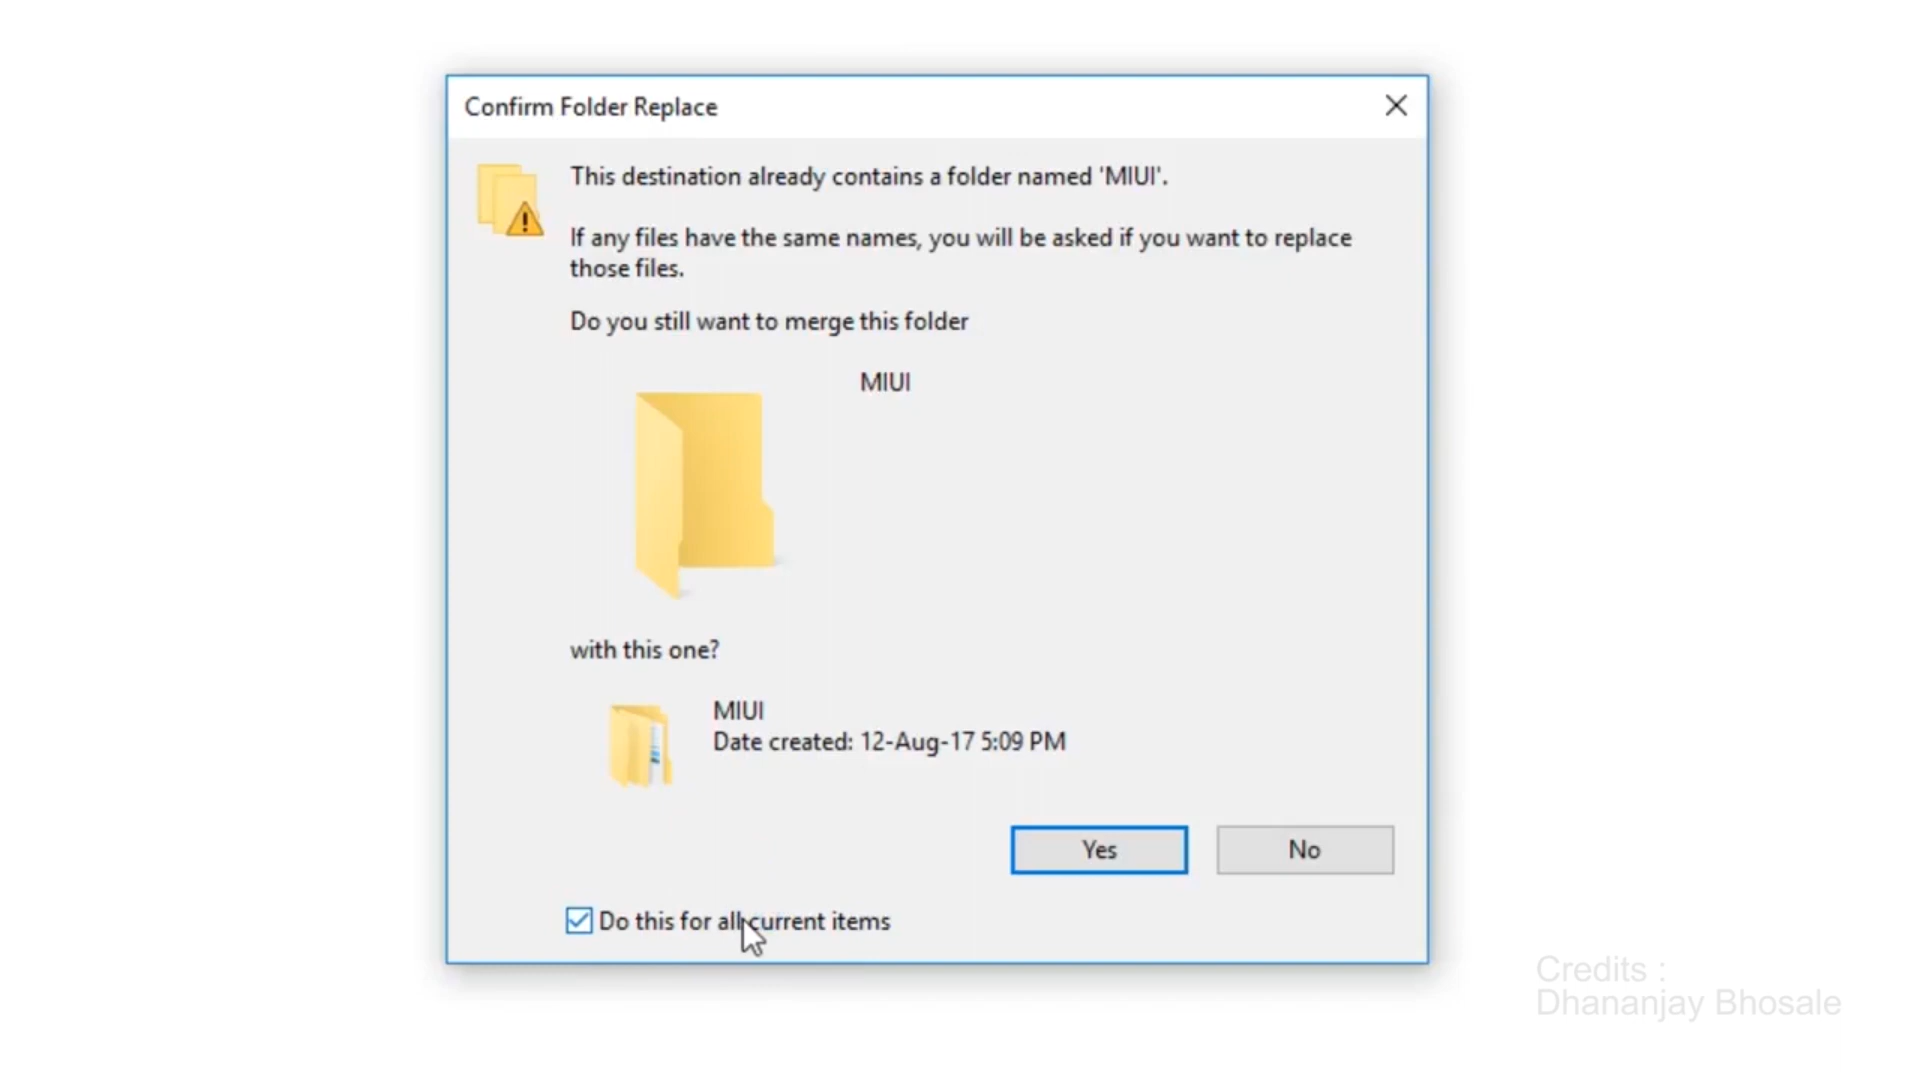 Confirm Folder Replace
This destination already contains a folder named 'MIUI'.
If any files have the same names, you will be asked if you want to replace
those files.
Do you still want to merge this folder
MIUI
with this one?
MIUI
Date created: 12-Aug-17 5:09 PM
Yes
No
Do this for all current items
Credits :
Dhananjay Bhosale